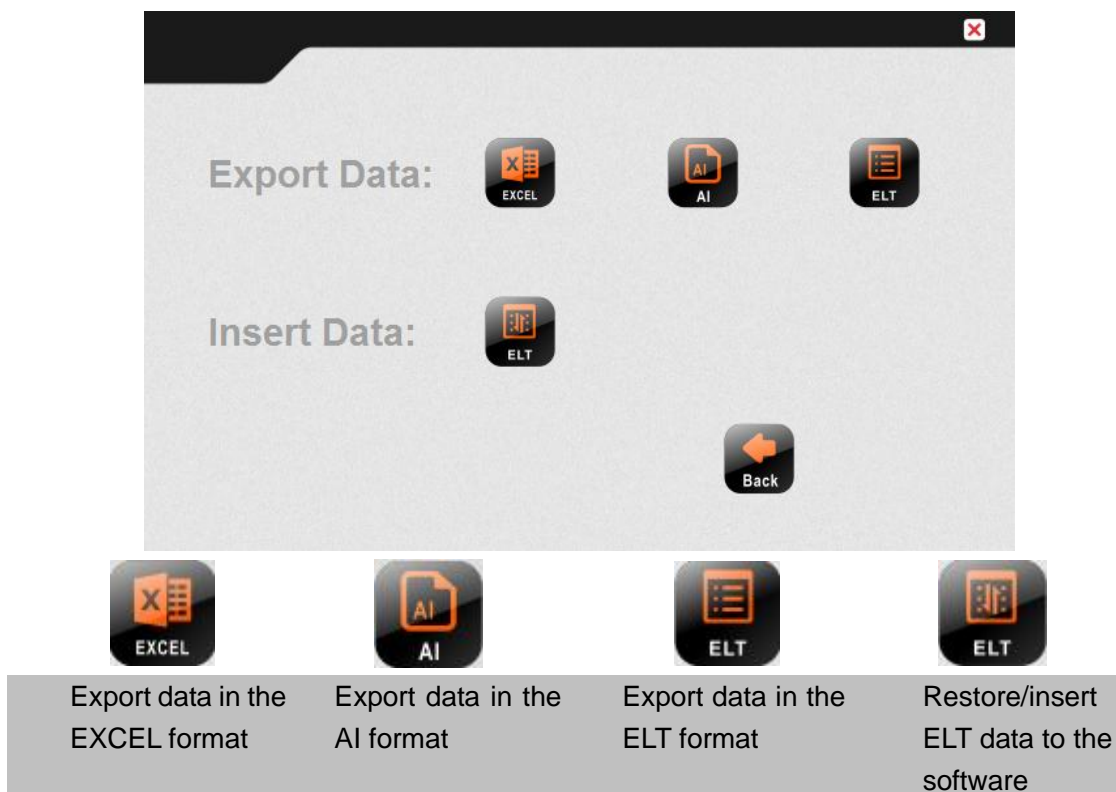 Export Data:
EXCEL
AI
AI
ELT
Insert Data:
ELT
Back
X
EXCEL
AI
AI
ELT
ELT
Export data in the
EXCEL format
Export data in the
AI format
Export data in the
ELT format
Restore/insert
ELT data to the
software